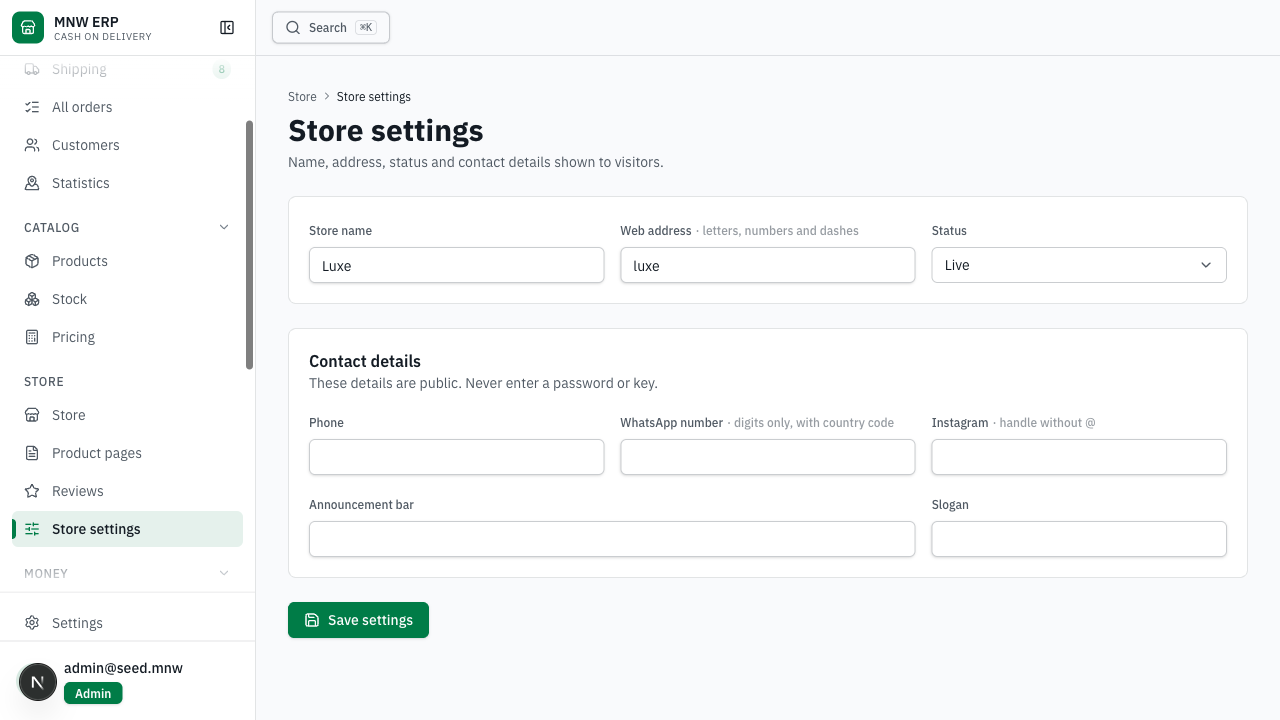 MNW ERP
CASH ON DELIVERY
Search ⌘K
Shipping 8
All orders
Customers
Statistics
CATALOG
Products
Stock
Pricing
STORE
Store
Product pages
Reviews
Store settings
MONEY
Settings
N
admin@seed.mnw
Admin
Store > Store settings
Store settings
Name, address, status and contact details shown to visitors.
Store name
Luxe
Web address · letters, numbers and dashes
luxe
Status
Live
Contact details
These details are public. Never enter a password or key.
Phone
WhatsApp number · digits only, with country code
Instagram · handle without @
Announcement bar
Slogan
Save settings